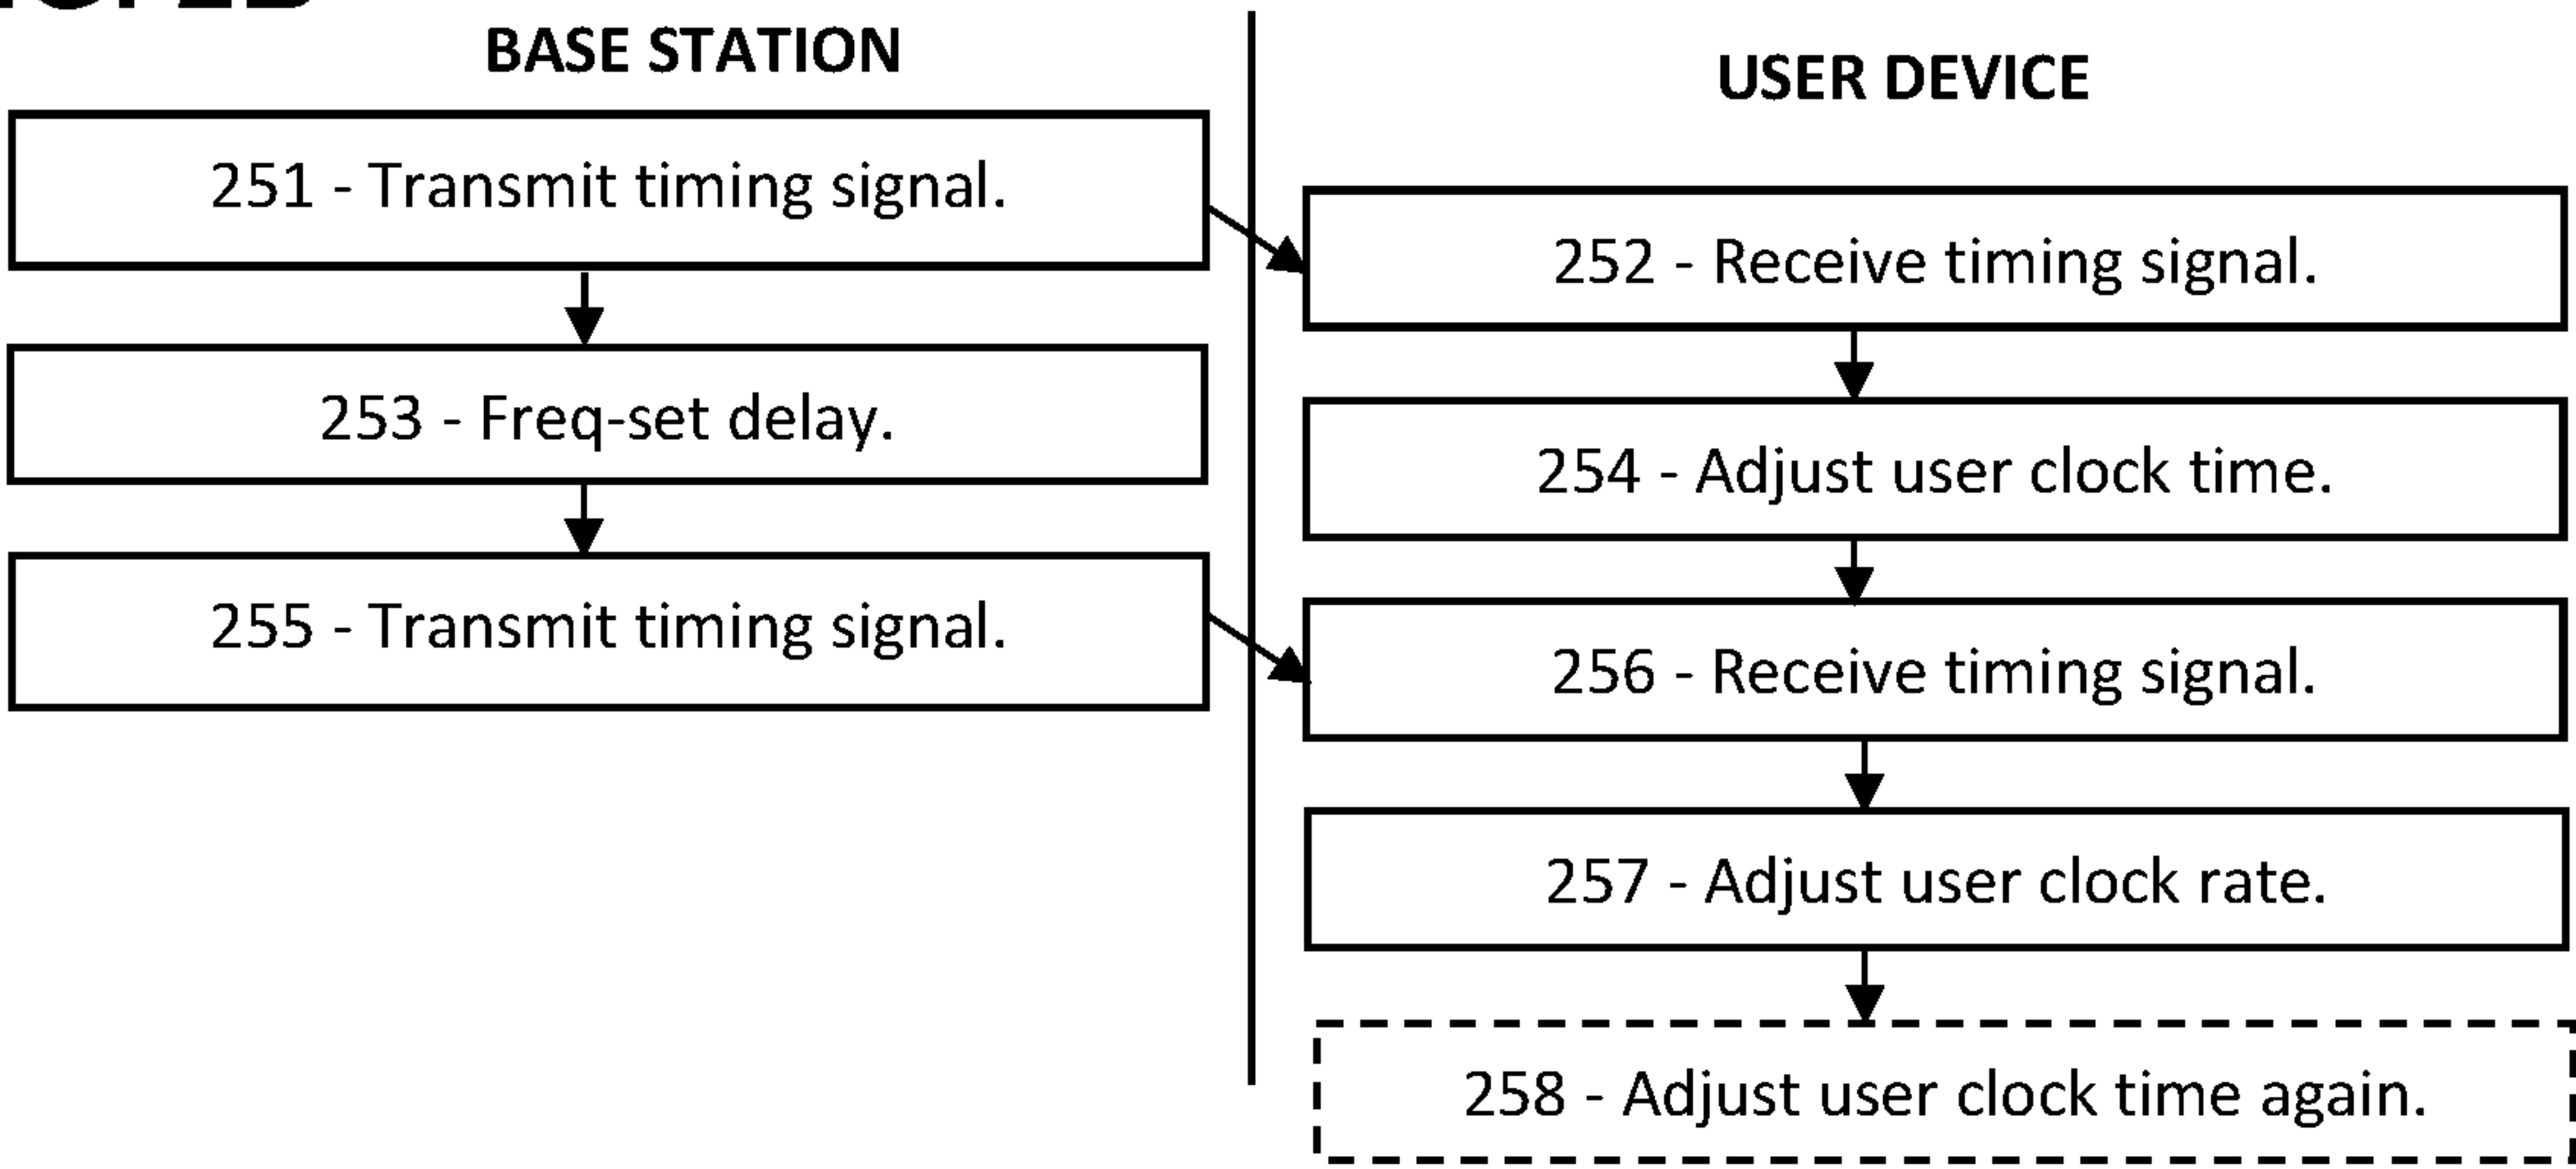 BASE STATION
USER DEVICE
251 - Transmit timing signal.
252 - Receive timing signal.
253 - Freq-set delay.
254 - Adjust user clock time.
255 - Transmit timing signal.
256 - Receive timing signal.
257 - Adjust user clock rate.
258 - Adjust user clock time again.